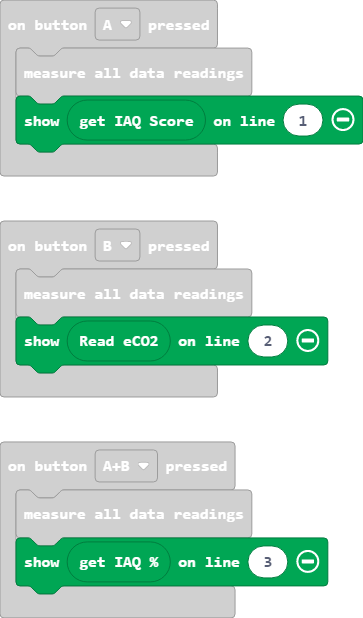 on button A pressed
measure all data readings
show get IAQ Score on line 1
on button B pressed
measure all data readings
show Read eCO2 on line 2
on button A+B pressed
measure all data readings
show get IAQ % on line 3